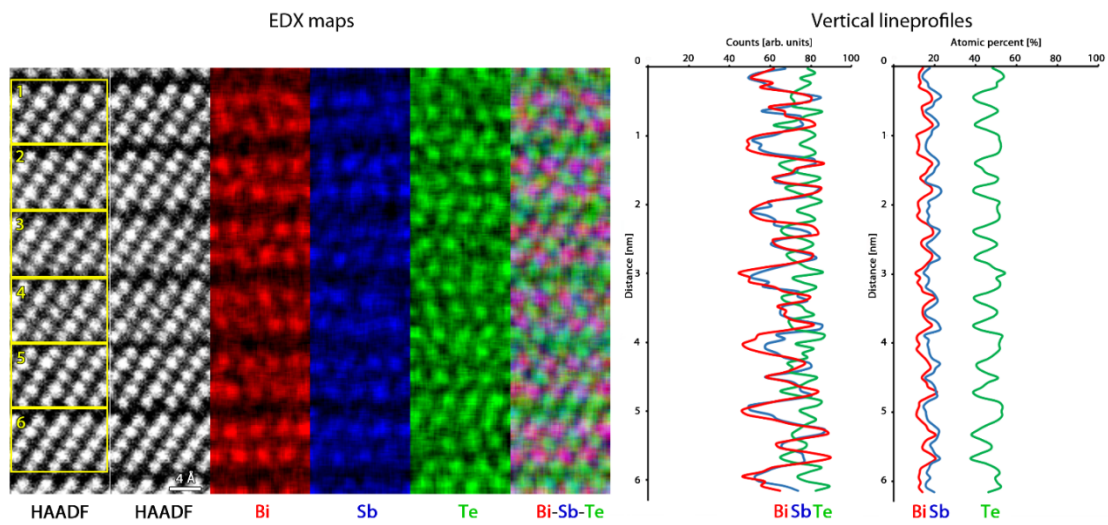 EDX maps
Vertical lineprofiles
Counts [arb. units]
Atomic percent [%]
0 20 40 60 80 100
0 20 40 60 80 100
Distance [nm]
0
1
2
3
4
5
6
Distance [nm]
0
1
2
3
4
5
6
1
2
3
4
5
6
4 Å
HAADF HAADF Bi Sb Te Bi-Sb-Te
Bi Sb Te
Bi Sb Te